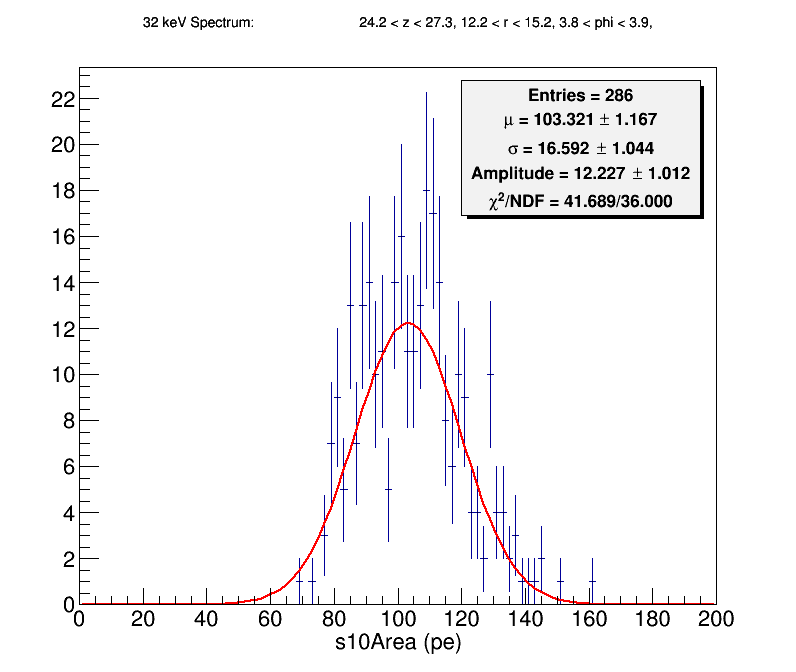 32 keV Spectrum: 24.2 < z < 27.3, 12.2 < r < 15.2, 3.8 < phi < 3.9,
Entries = 286
μ = 103.321 ± 1.167
σ = 16.592 ± 1.044
Amplitude = 12.227 ± 1.012
χ²/NDF = 41.689/36.000
22
20
18
16
14
12
10
8
6
4
2
0
0 20 40 60 80 100 120 140 160 180 200
s10Area (pe)